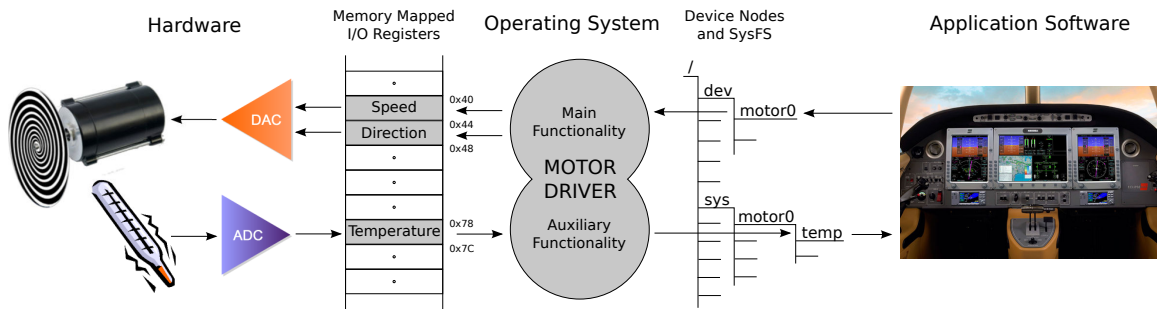 Hardware
Memory Mapped
I/O Registers
Operating System
Device Nodes
and SysFS
Application Software
DAC
Speed
Direction
0x40
0x44
0x48
Main
Functionality
MOTOR
DRIVER
Auxiliary
Functionality
/
dev
motor0
ADC
Temperature
0x78
0x7C
sys
motor0
temp